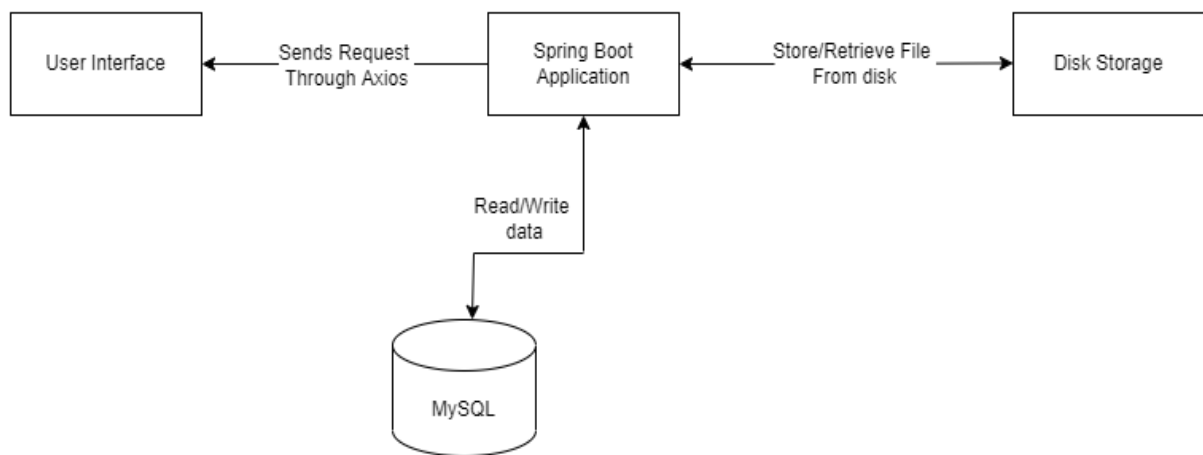 User Interface
Sends Request
Through Axios
Spring Boot
Application
Store/Retrieve File
From disk
Disk Storage
Read/Write
data
MySQL